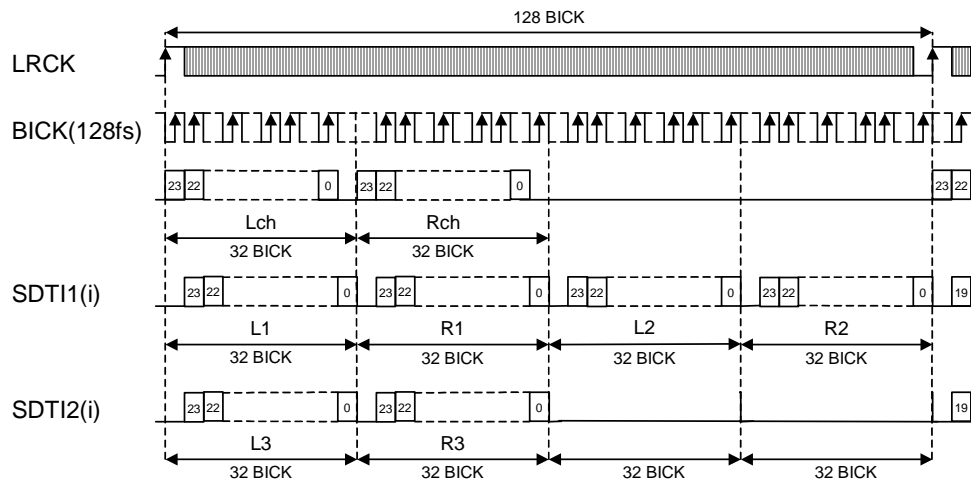 128 BICK
LRCK
BICK(128fs)
23 22 0 23 22 0 23 22
Lch Rch
32 BICK 32 BICK
SDTI1(i)
23 22 0 23 22 0 23 22 0 23 22 0 19
L1 R1 L2 R2
32 BICK 32 BICK 32 BICK 32 BICK
SDTI2(i)
23 22 0 23 22 0 19
L3 R3
32 BICK 32 BICK 32 BICK 32 BICK